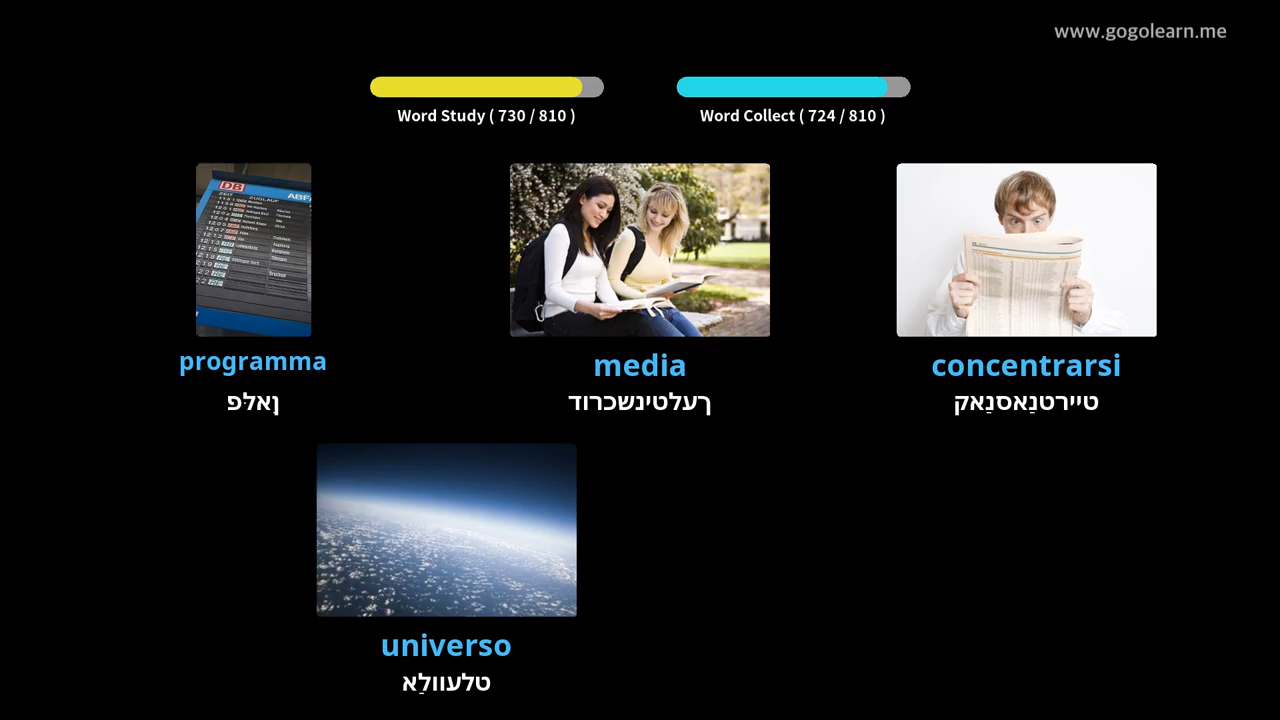 www.gogolearn.me
Word Study ( 730 / 810 )
Word Collect ( 724 / 810 )
programma
ןַאלּפ
media
ךעלטינשכרוד
concentrarsi
טיירטנַאסנַאק
universo
טלעוולַא